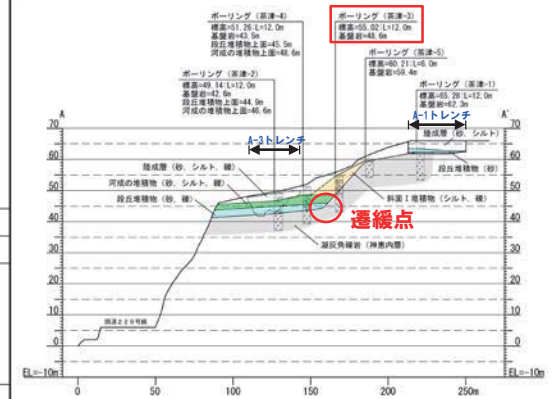 ボーリング（茶津-4）
標高=51.26:L=12.0m
基盤岩=43.5m
段丘堆積物上面=45.5m
河成の堆積物上面=48.6m
ボーリング（茶津-3）
標高=55.02:L=12.0m
基盤岩=48.6m
ボーリング（茶津-5）
標高=60.21:L=6.0m
基盤岩=59.4m
ボーリング（茶津-2）
標高=49.14:L=12.0m
基盤岩=42.6m
段丘堆積物上面=44.9m
河成の堆積物上面=46.6m
ボーリング（茶津-1）
標高=65.28:L=12.0m
基盤岩=62.3m
A
A'
A-3トレンチ
A-1トレンチ
陸成層（砂，シルト）
陸成層（砂，シルト，礫）
段丘堆積物（砂）
河成の堆積物（砂，シルト，礫）
段丘堆積物（砂，礫）
斜面Ⅰ堆積物（シルト，礫）
遷緩点
凝灰角礫岩（神恵内層）
国道229号線
70
60
50
40
30
20
10
0
EL=-10m
70
60
50
40
30
20
10
0
EL=-10m
0
50
100
150
200
250m